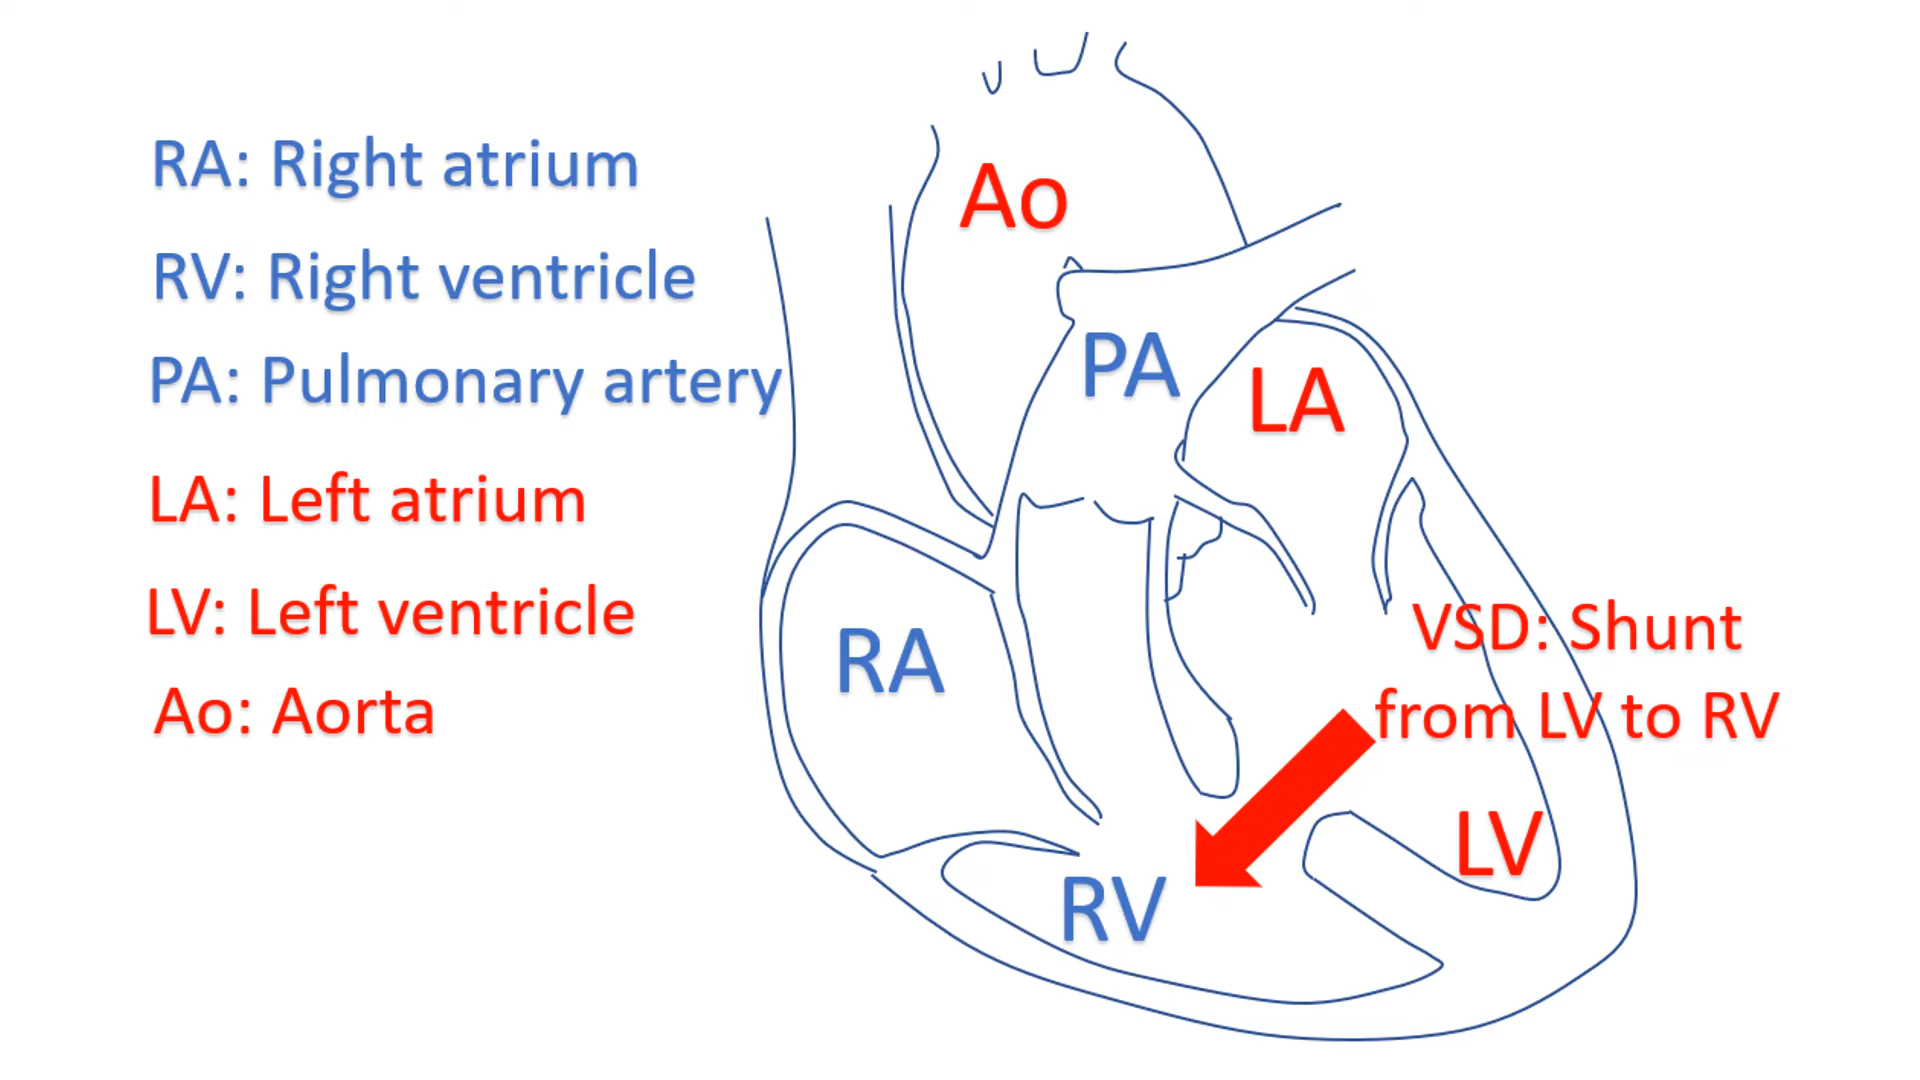 RA: Right atrium
RV: Right ventricle
PA: Pulmonary artery
LA: Left atrium
LV: Left ventricle
Ao: Aorta
Ao
PA
LA
RA
VSD: Shunt
from LV to RV
LV
RV